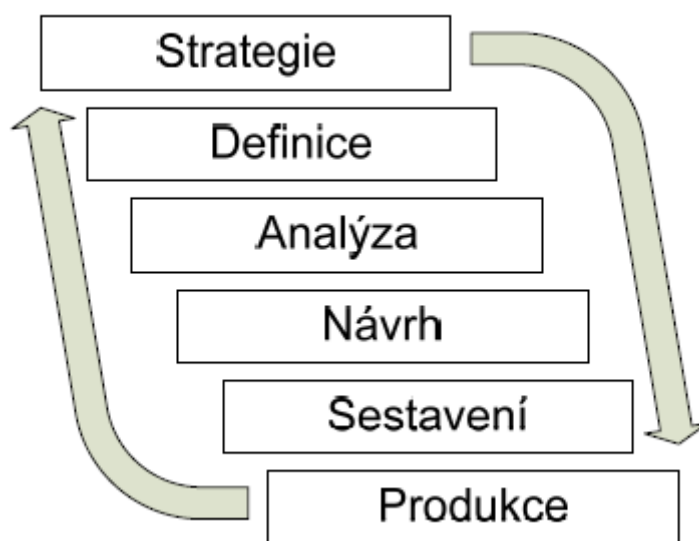 Strategie
Definice
Analýza
Návrh
Sestavení
Produkce